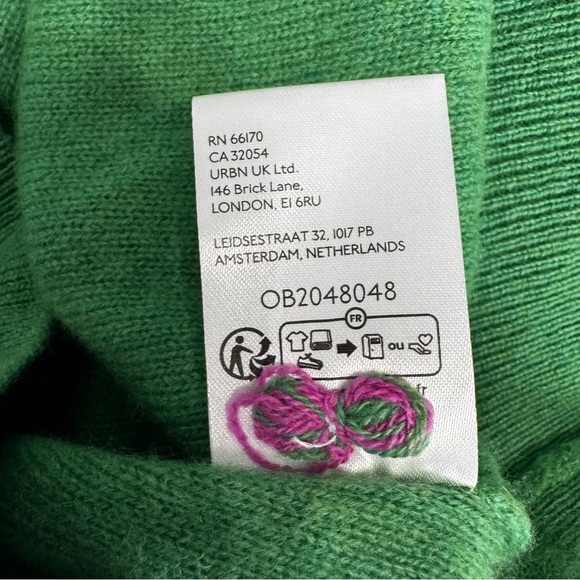 RN 66170
CA 32054
URBN UK Ltd.
146 Brick Lane,
LONDON, E1 6RU
LEIDSESTRAAT 32, 1017 PB
AMSTERDAM, NETHERLANDS
OB2048048
FR
ou
.fr